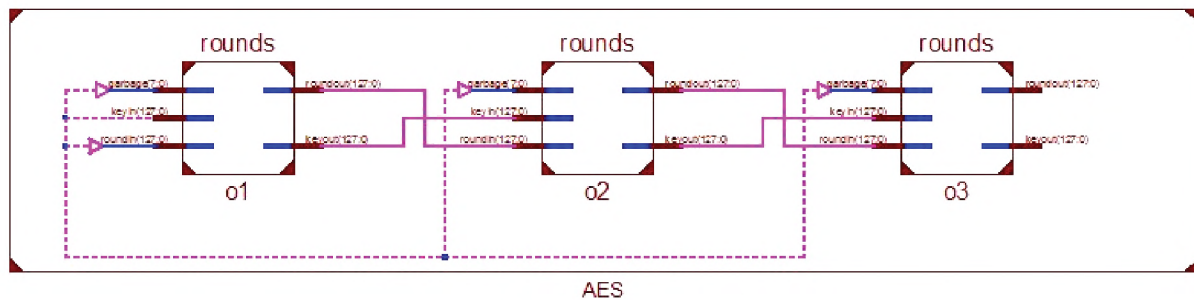 rounds rounds rounds
garbage(7:0) roundout(127:0) garbage(7:0) roundout(127:0) garbage(7:0) roundout(127:0)
keyin(127:0) keyin(127:0) keyin(127:0)
roundin(127:0) keyout(127:0) roundin(127:0) keyout(127:0) roundin(127:0) keyout(127:0)
o1 o2 o3
AES